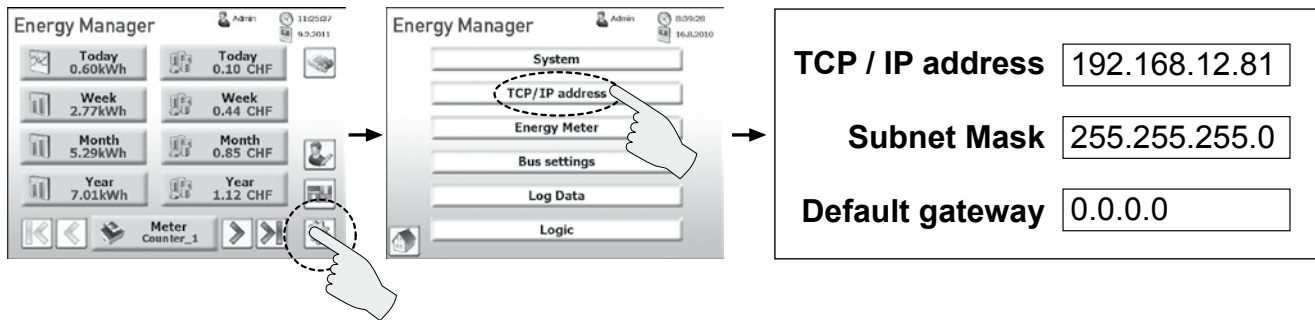 Energy Manager
Admin
11:25:37
9.2.2011
Today
0.60kWh
Today
0.10 CHF
Week
2.77kWh
Week
0.44 CHF
Month
5.29kWh
Month
0.85 CHF
Year
7.01kWh
Year
1.12 CHF
Meter
Counter_1
Energy Manager
Admin
8:39:28
16.8.2010
System
TCP/IP address
Energy Meter
Bus settings
Log Data
Logic
TCP / IP address 192.168.12.81
Subnet Mask 255.255.255.0
Default gateway 0.0.0.0